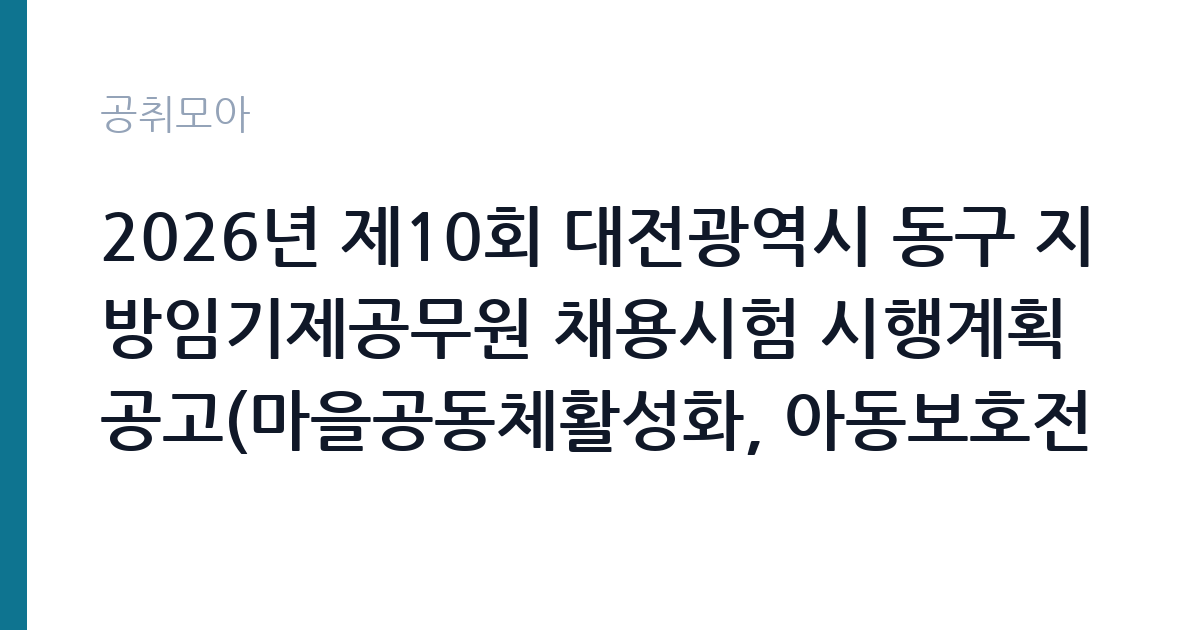 공취모아
2026년 제10회 대전광역시 동구 지
방임기제공무원 채용시험 시행계획
공고(마을공동체활성화, 아동보호전